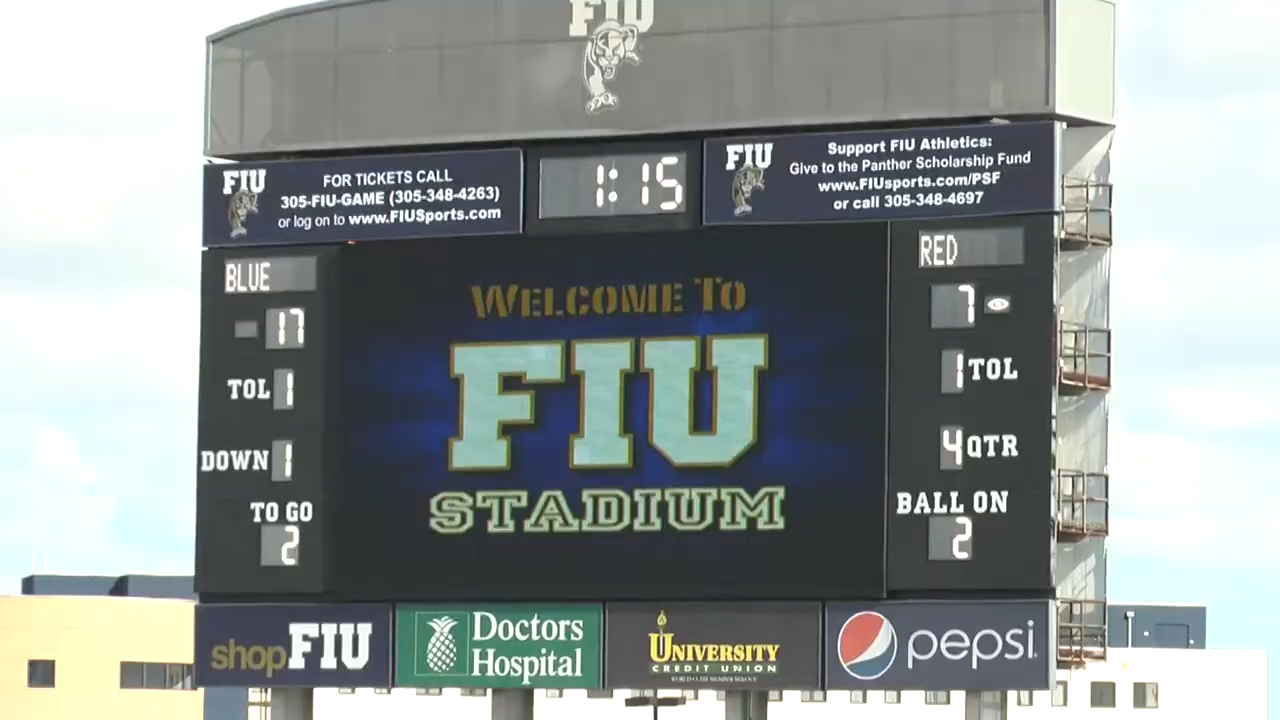 FIU
FOR TICKETS CALL
305-FIU-GAME (305-348-4263)
or log on to www.FIUSports.com
FIU
1:15
FIU
Support FIU Athletics:
Give to the Panther Scholarship Fund
www.FIUsports.com/PSF
or call 305-348-4697
BLUE
17
TOL 1
DOWN 1
TO GO
2
WELCOME TO
FIU
STADIUM
RED
7
1 TOL
4 QTR
BALL ON
2
shopFIU
Doctors
Hospital
UNIVERSITY
CREDIT UNION
pepsi